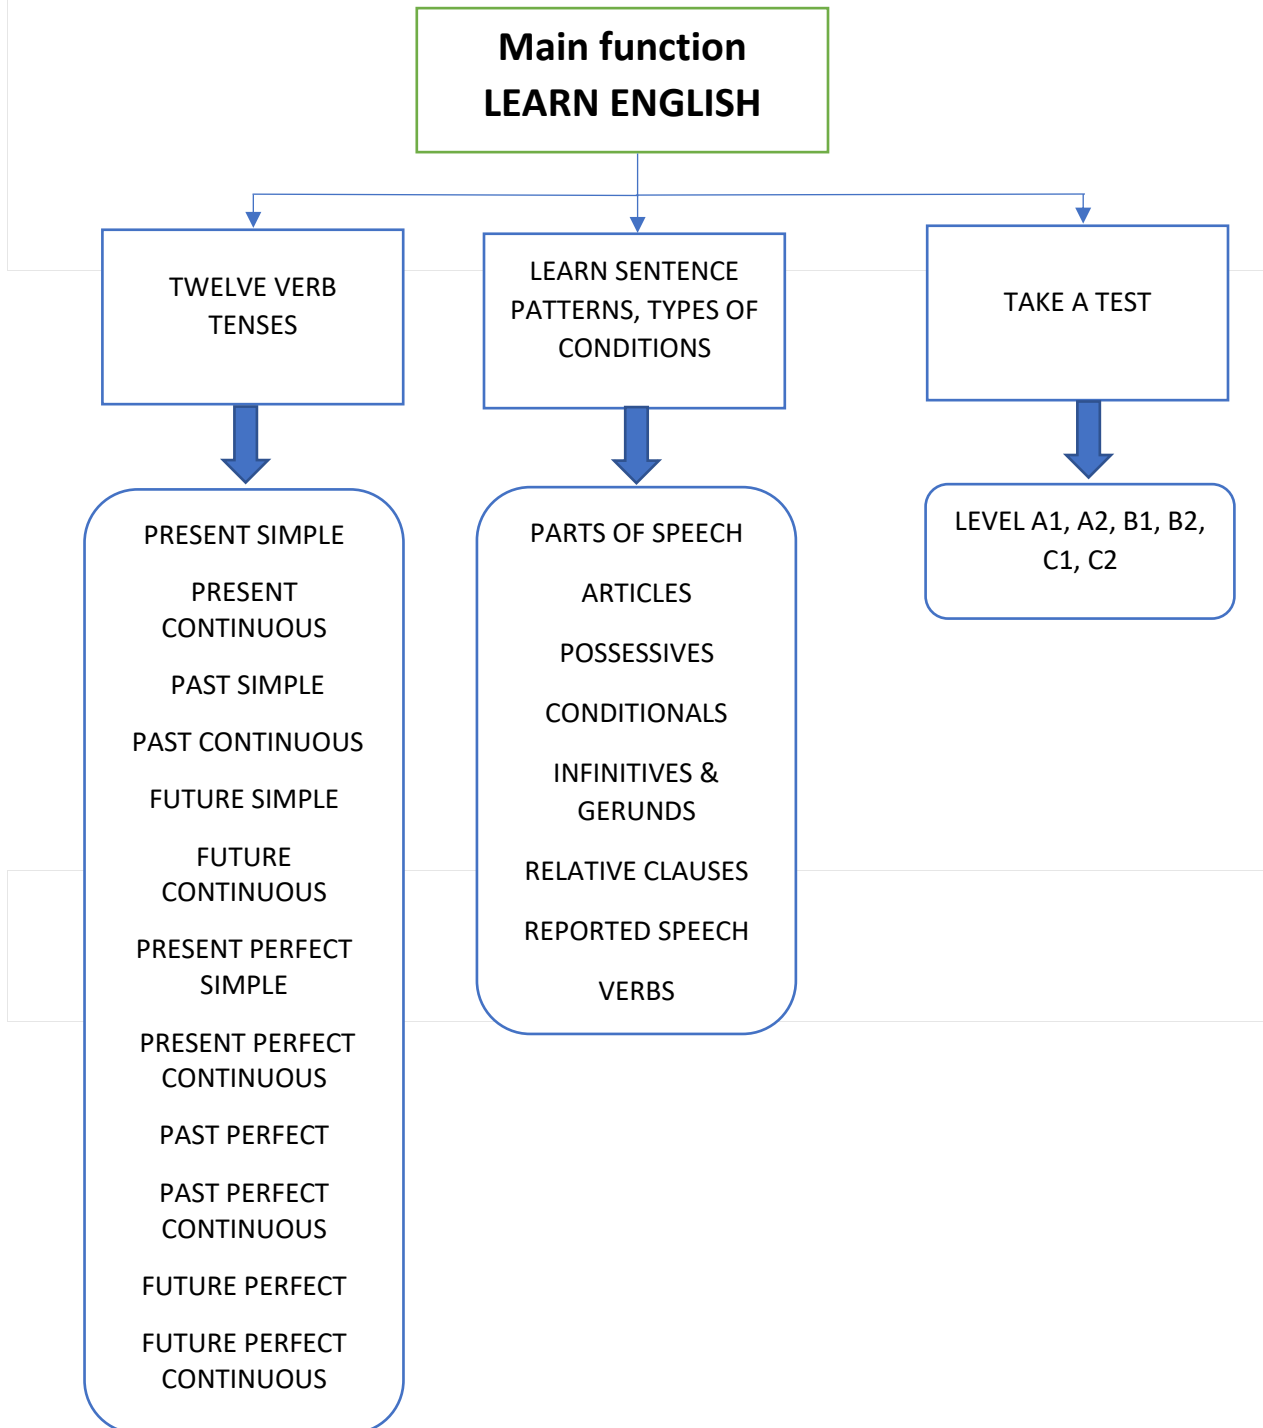 Main function
LEARN ENGLISH
TWELVE VERB
TENSES
LEARN SENTENCE
PATTERNS, TYPES OF
CONDITIONS
TAKE A TEST
PRESENT SIMPLE
PRESENT
CONTINUOUS
PAST SIMPLE
PAST CONTINUOUS
FUTURE SIMPLE
FUTURE
CONTINUOUS
PRESENT PERFECT
SIMPLE
PRESENT PERFECT
CONTINUOUS
PAST PERFECT
PAST PERFECT
CONTINUOUS
FUTURE PERFECT
FUTURE PERFECT
CONTINUOUS
PARTS OF SPEECH
ARTICLES
POSSESSIVES
CONDITIONALS
INFINITIVES &
GERUNDS
RELATIVE CLAUSES
REPORTED SPEECH
VERBS
LEVEL A1, A2, B1, B2,
C1, C2